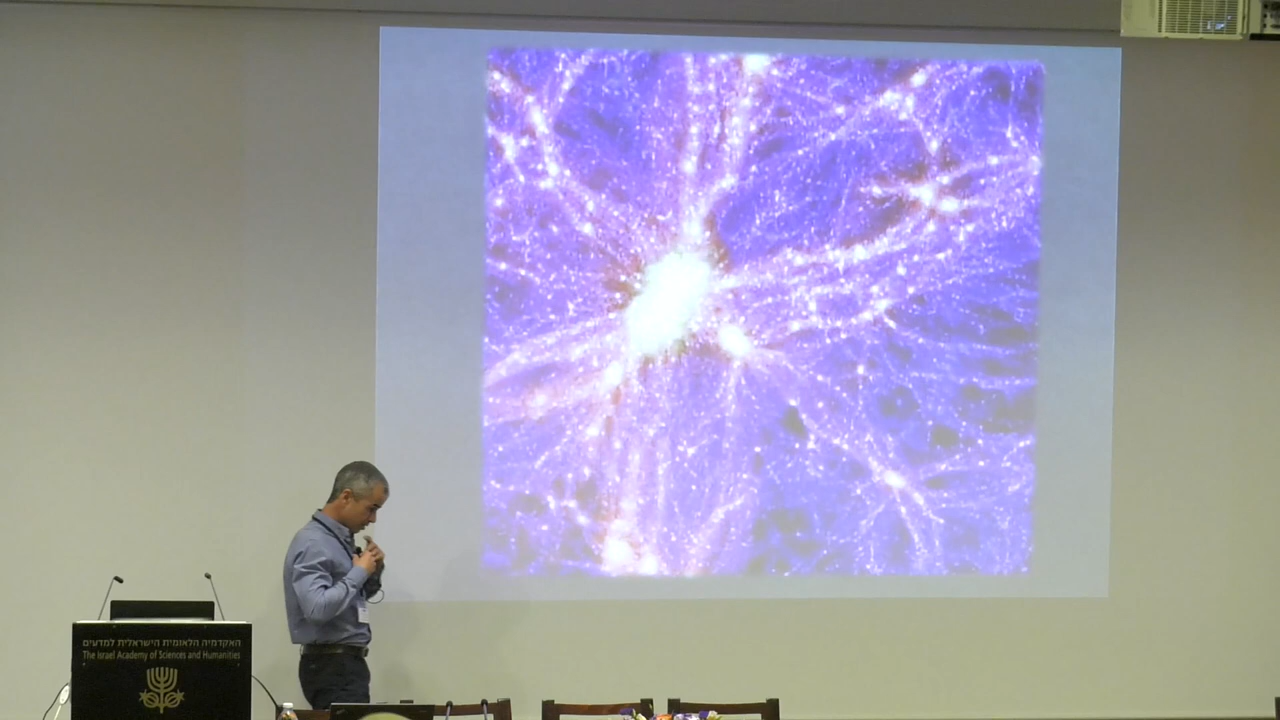 האקדמיה הלאומית הישראלית למדעים
The Israel Academy of Sciences and Humanities